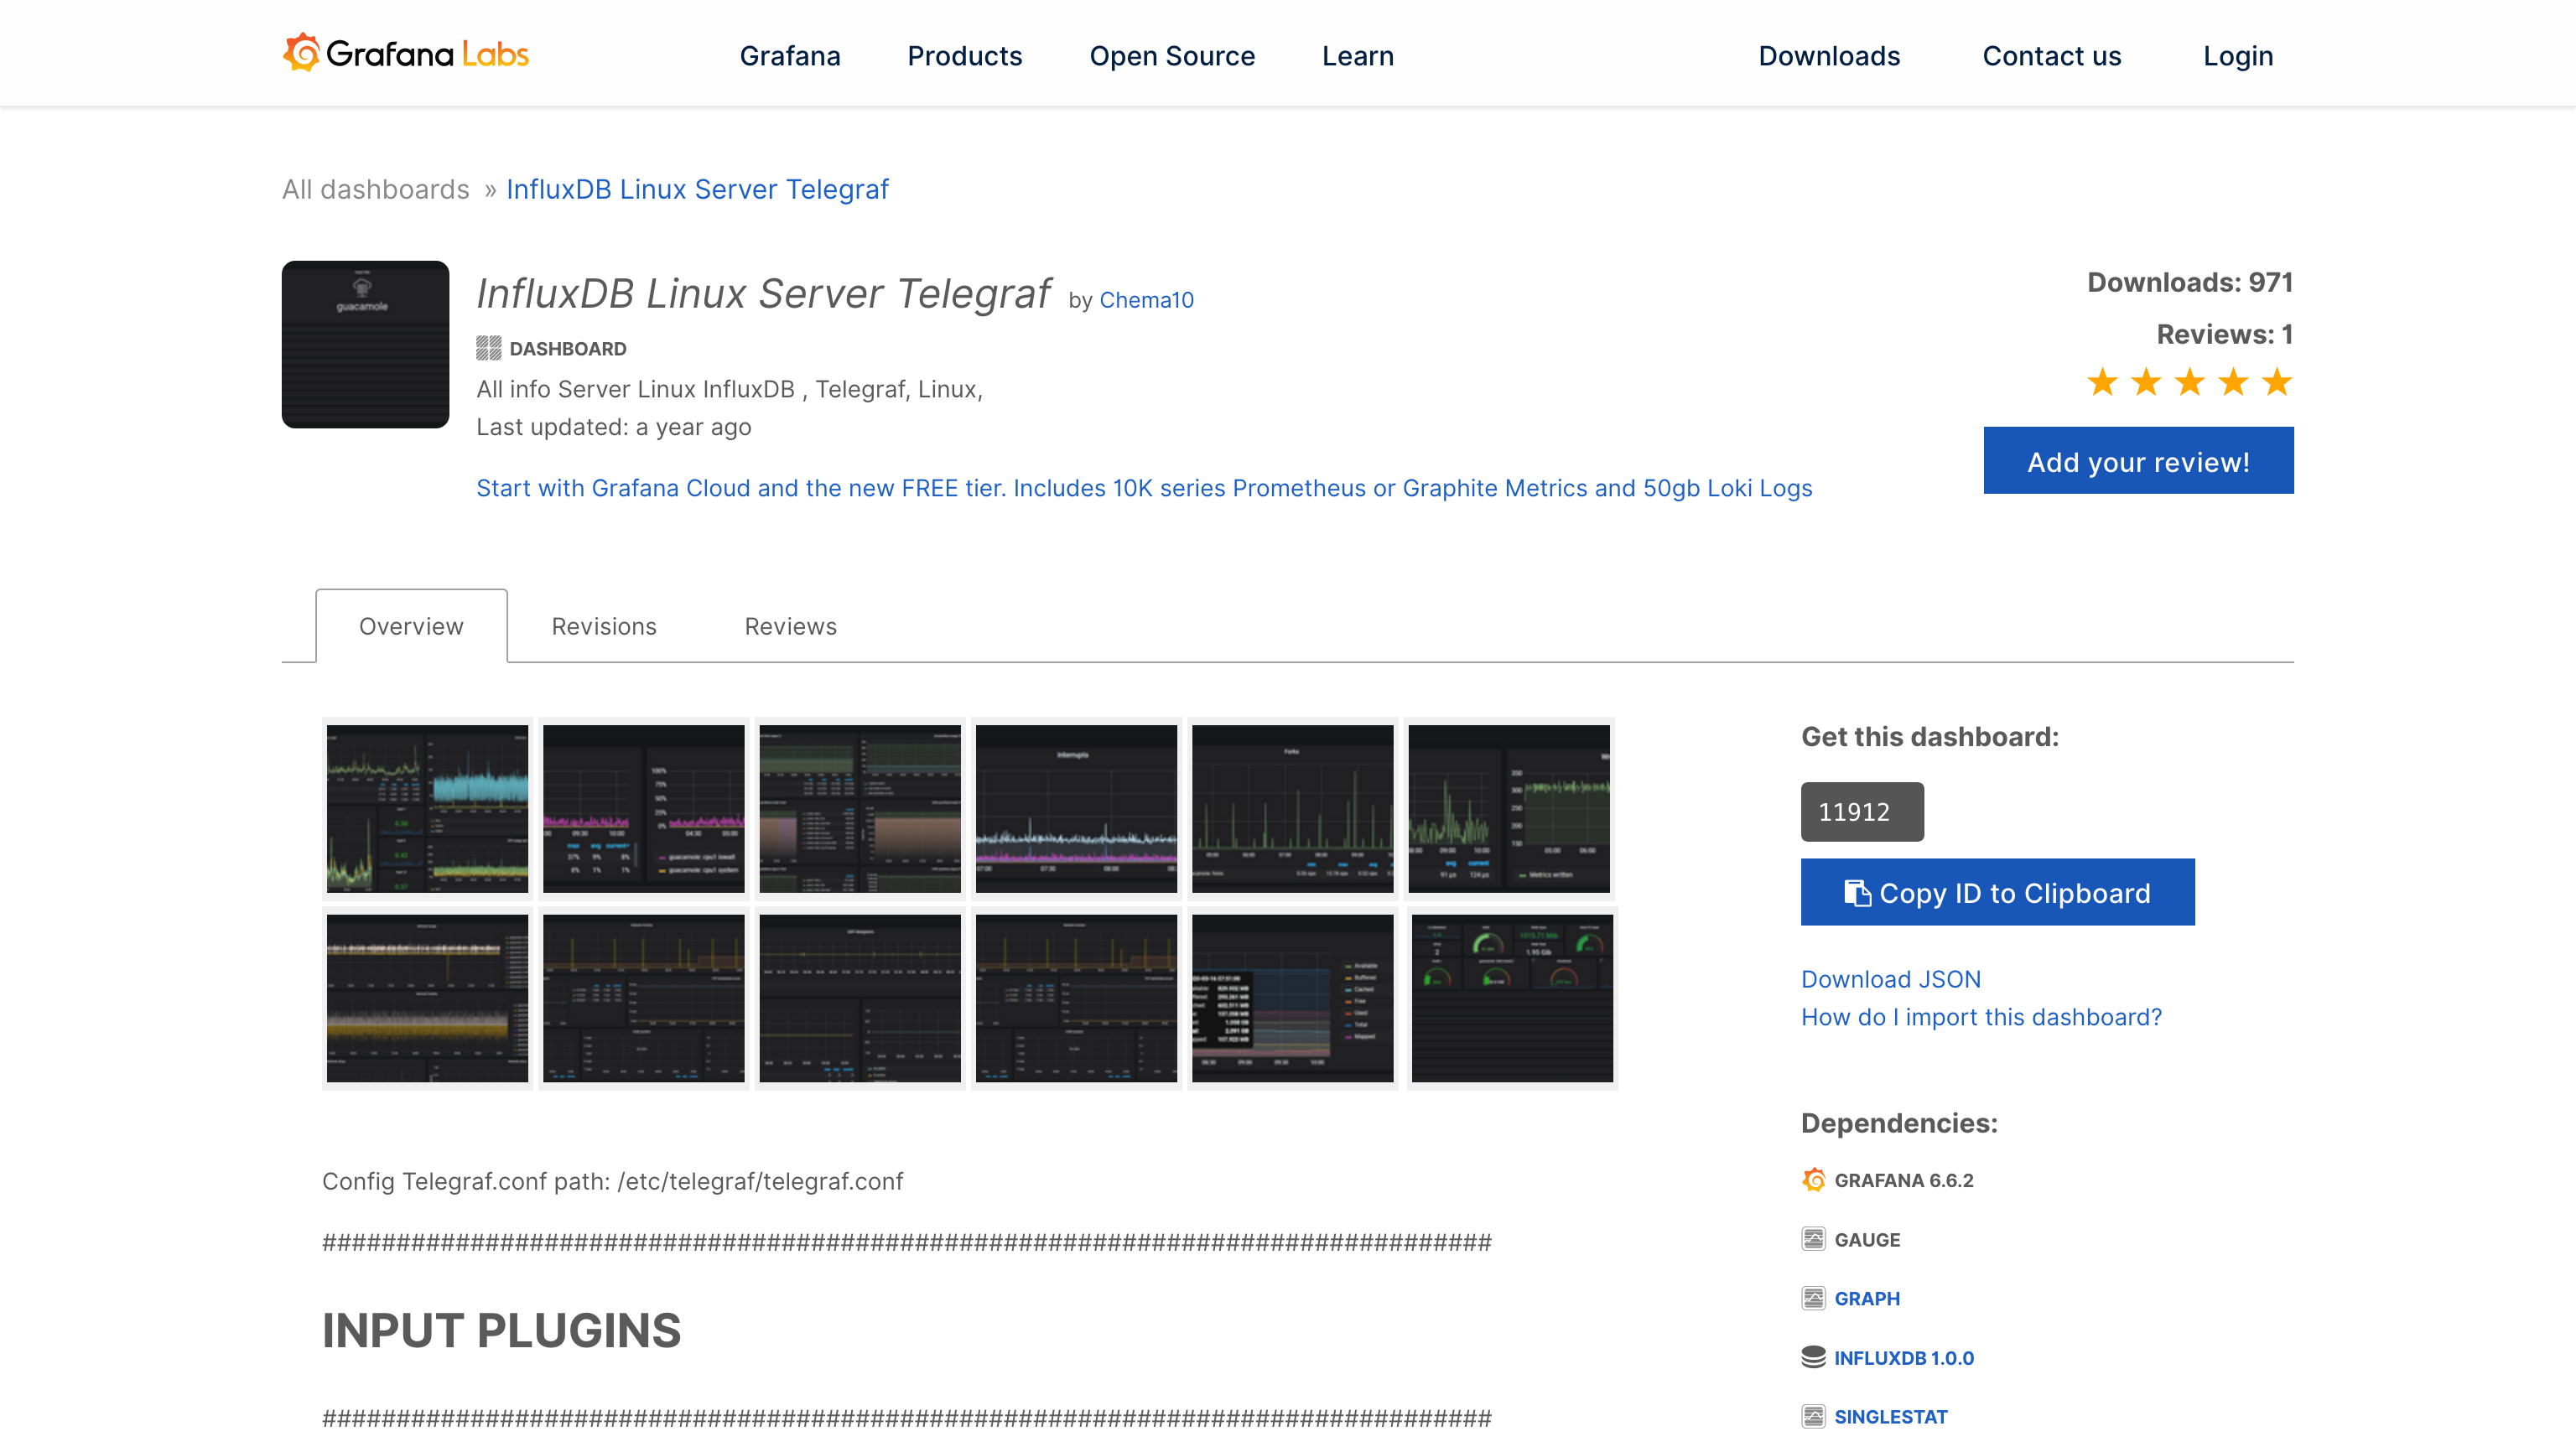 Grafana Labs
Grafana
Products
Open Source
Learn
Downloads
Contact us
Login
All dashboards » InfluxDB Linux Server Telegraf
guacamole
InfluxDB Linux Server Telegraf by Chema10
DASHBOARD
All info Server Linux InfluxDB , Telegraf, Linux,
Last updated: a year ago
Start with Grafana Cloud and the new FREE tier. Includes 10K series Prometheus or Graphite Metrics and 50gb Loki Logs
Downloads: 971
Reviews: 1
Add your review!
Overview
Revisions
Reviews
Interrupts
Forks
Get this dashboard:
11912
Copy ID to Clipboard
Download JSON
How do I import this dashboard?
Dependencies:
GRAFANA 6.6.2
GAUGE
GRAPH
INFLUXDB 1.0.0
SINGLESTAT
Config Telegraf.conf path: /etc/telegraf/telegraf.conf
###############################################################################
INPUT PLUGINS
###############################################################################